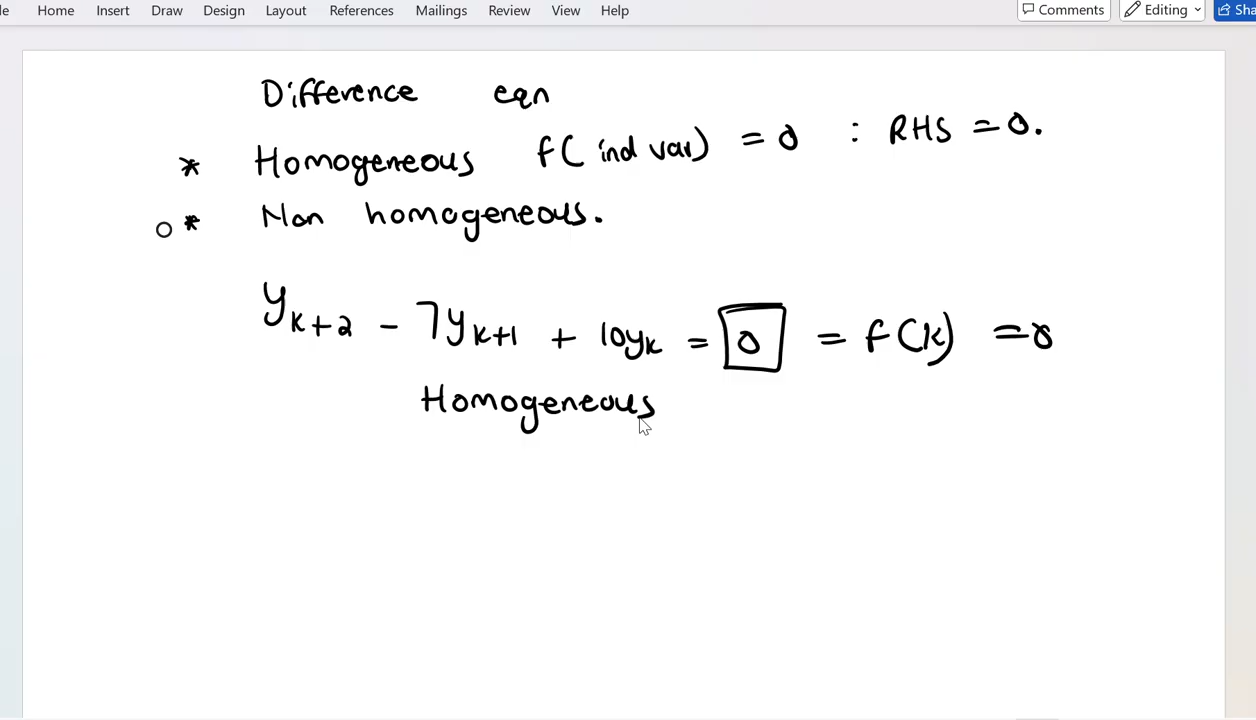 Home Insert Draw Design Layout References Mailings Review View Help Comments Editing
Difference eqn
* Homogeneous f( ind var) = 0 : RHS = 0.
* Non homogeneous.
yk+2 - 7yk+1 + 10yk = 0 = f(k) = 0
Homogeneous